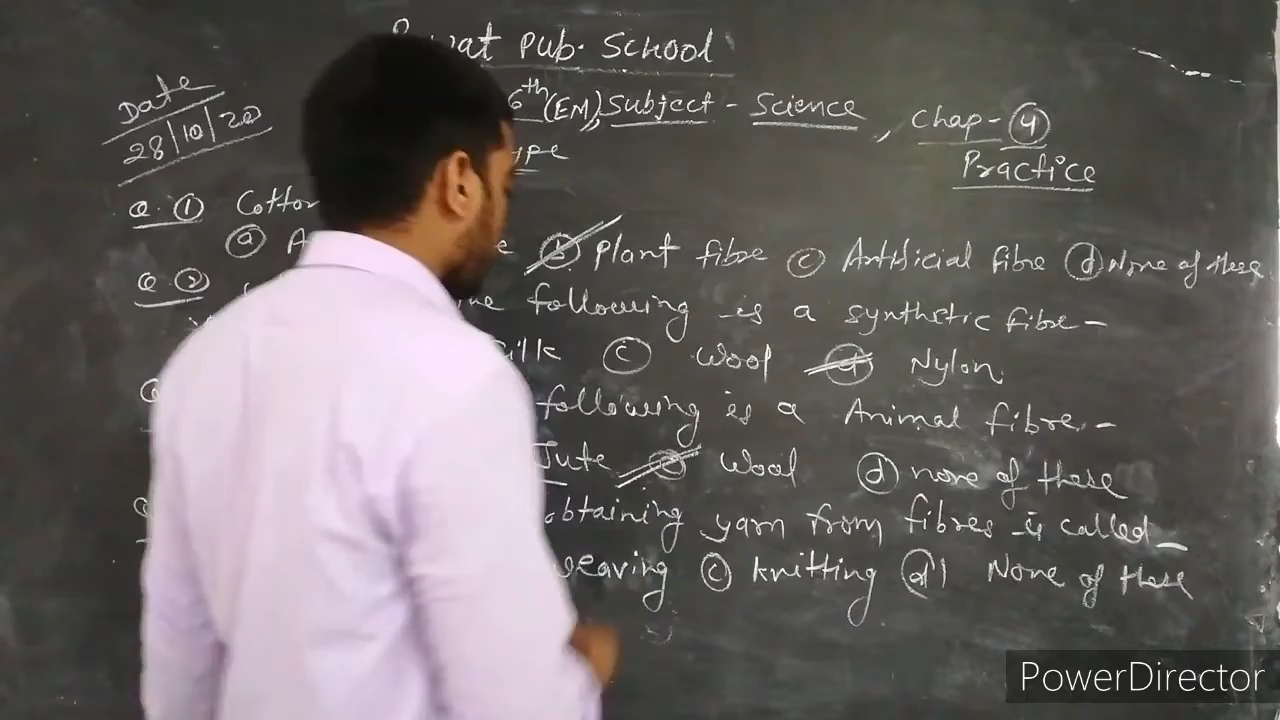 Pub. School
Date
28/10/20
6th (EM), Subject - Science, Chap- 4
Practice
Q. 1
a b Plant fibre c Artificial fibre d None of these
Q. 2 following is a synthetic fibre-
Silk c Wool d Nylon
following is a Animal fibre.-
Jute c Wool d none of these
obtaining yarn from fibres is called-
weaving c knitting d None of these
PowerDirector